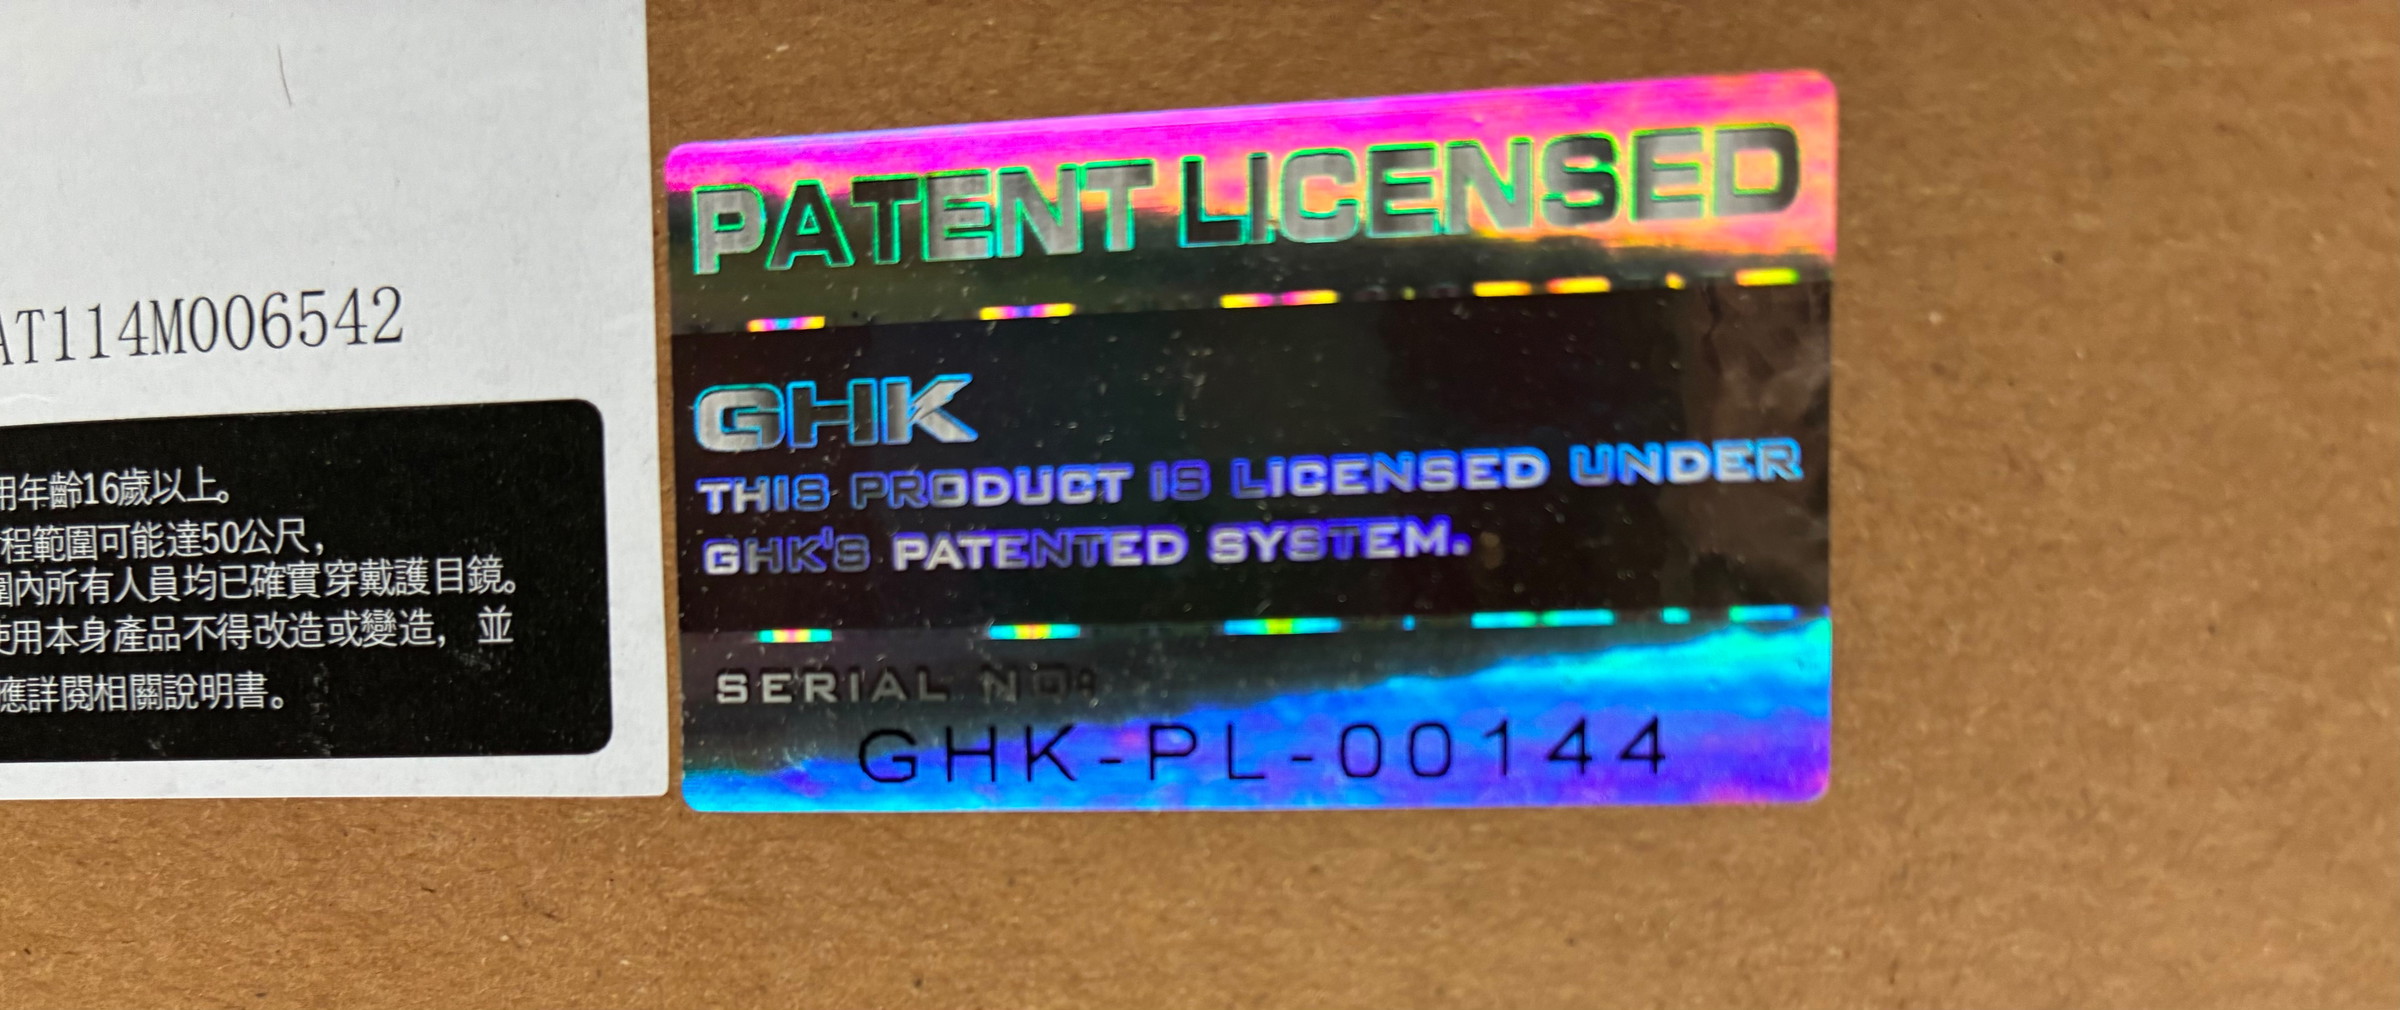 AT114M006542
用年齡16歲以上。
程範圍可能達50公尺，
圍內所有人員均已確實穿戴護目鏡。
使用本身產品不得改造或變造，並
應詳閱相關說明書。
PATENT LICENSED
GHK
THIS PRODUCT IS LICENSED UNDER
GHK'S PATENTED SYSTEM.
SERIAL NO:
GHK-PL-00144